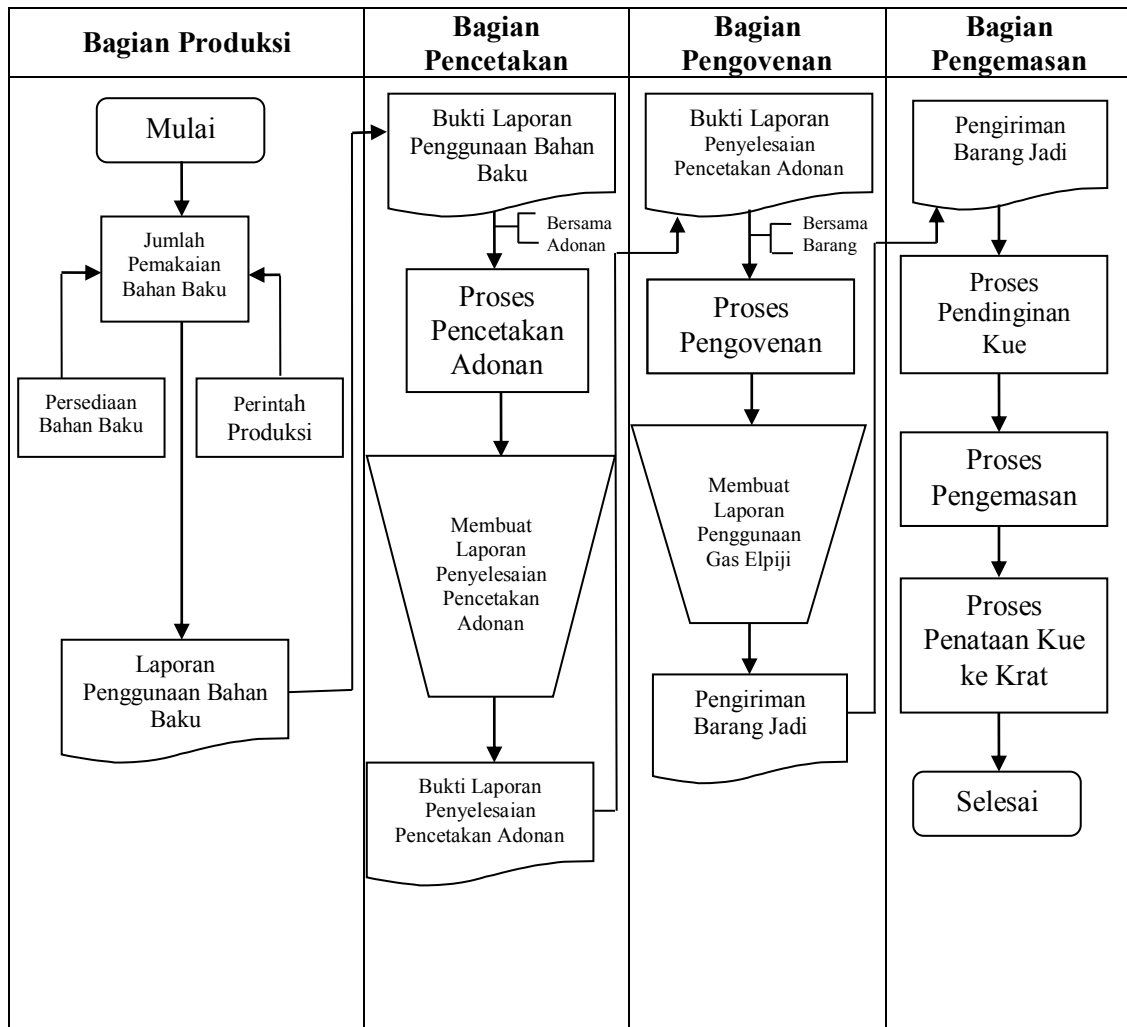 Bagian Produksi
Mulai
Jumlah
Pemakaian
Bahan Baku
Persediaan
Bahan Baku
Perintah
Produksi
Laporan
Penggunaan Bahan
Baku
Bagian
Pencetakan
Bukti Laporan
Penggunaan Bahan
Baku
Bersama
Adonan
Proses
Pencetakan
Adonan
Membuat
Laporan
Penyelesaian
Pencetakan
Adonan
Bukti Laporan
Penyelesaian
Pencetakan Adonan
Bagian
Pengovenan
Bukti Laporan
Penyelesaian
Pencetakan Adonan
Bersama
Barang
Proses
Pengovenan
Membuat
Laporan
Penggunaan
Gas Elpiji
Pengiriman
Barang Jadi
Bagian
Pengemasan
Pengiriman
Barang Jadi
Proses
Pendinginan
Kue
Proses
Pengemasan
Proses
Penataan Kue
ke Krat
Selesai